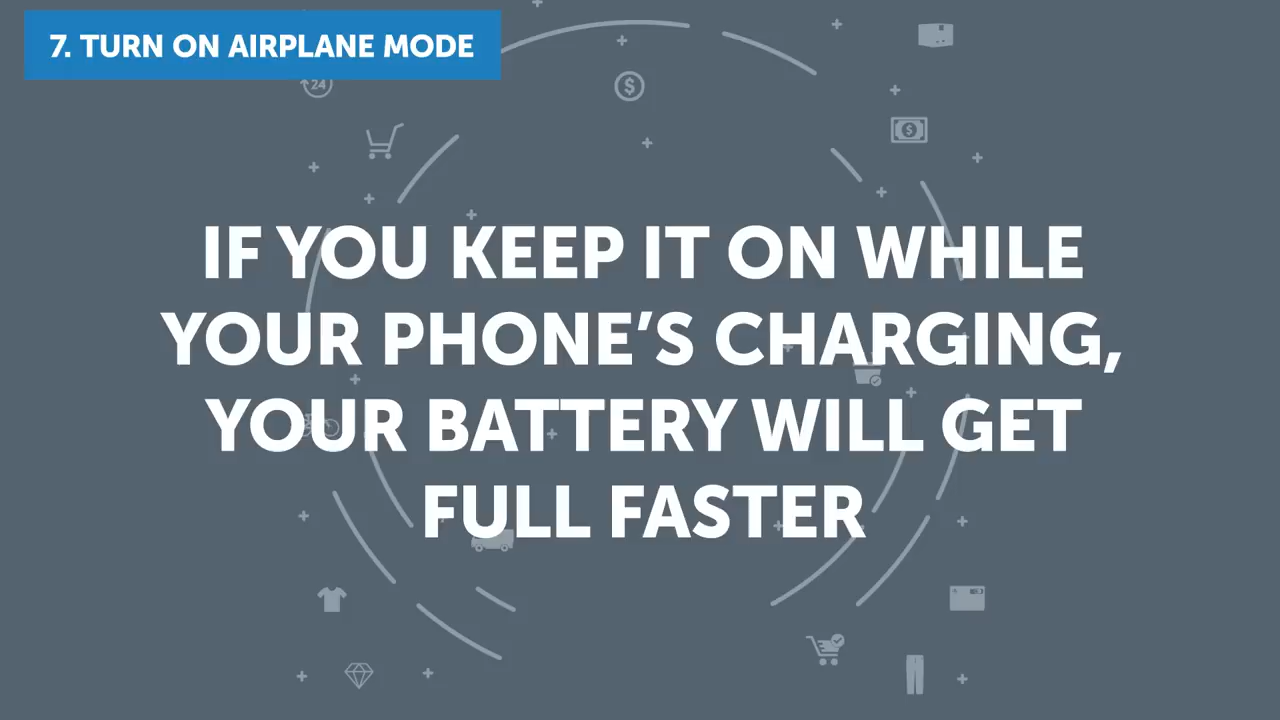 7. TURN ON AIRPLANE MODE
24
IF YOU KEEP IT ON WHILE
YOUR PHONE’S CHARGING,
YOUR BATTERY WILL GET
FULL FASTER